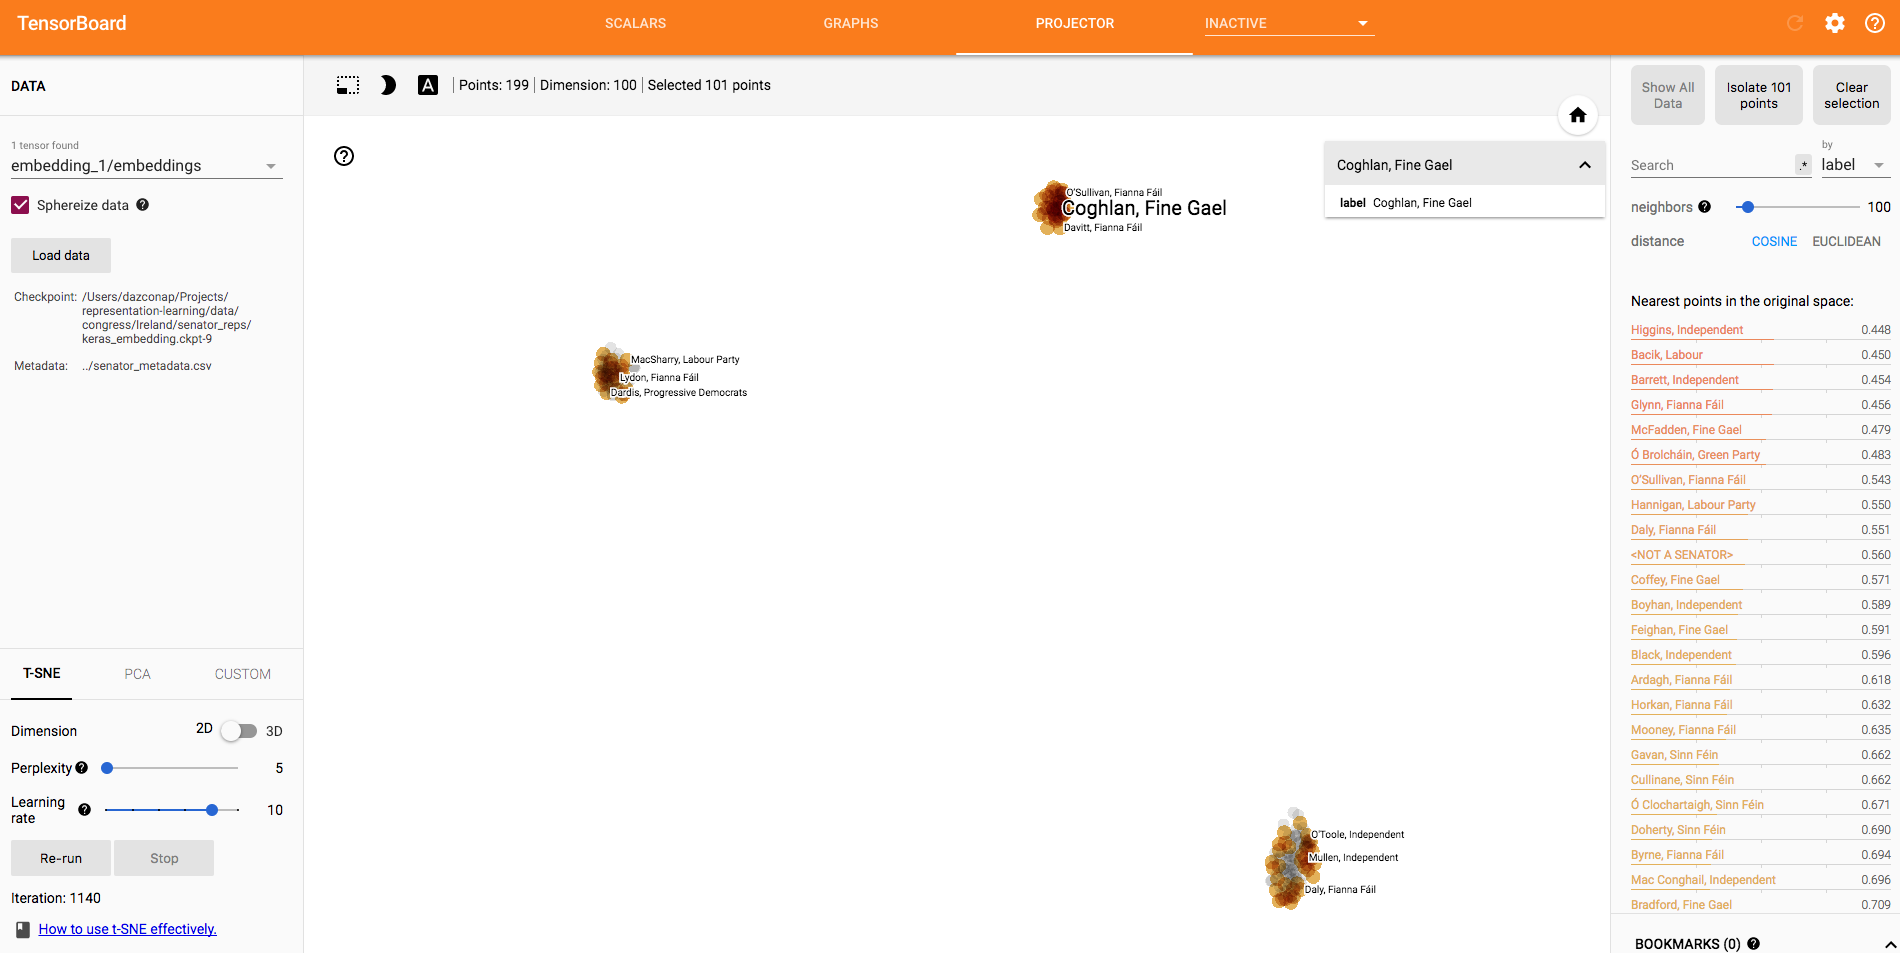 TensorBoard
SCALARS
GRAPHS
PROJECTOR
INACTIVE
DATA
1 tensor found
embedding_1/embeddings
Sphereize data
Load data
Checkpoint: /Users/dazconap/Projects/
representation-learning/data/
congress/Ireland/senator_reps/
keras_embedding.ckpt-9
Metadata: ../senator_metadata.csv
T-SNE
PCA
CUSTOM
Dimension 2D 3D
Perplexity 5
Learning
rate 10
Re-run
Stop
Iteration: 1140
How to use t-SNE effectively.
A
Points: 199 | Dimension: 100 | Selected 101 points
O'Sullivan, Fianna Fáil
Coghlan, Fine Gael
Davitt, Fianna Fáil
MacSharry, Labour Party
Lydon, Fianna Fáil
Dardis, Progressive Democrats
O'Toole, Independent
Mullen, Independent
Daly, Fianna Fáil
Coghlan, Fine Gael
label Coghlan, Fine Gael
Show All
Data
Isolate 101
points
Clear
selection
Search
.*
by
label
neighbors 100
distance COSINE EUCLIDEAN
Nearest points in the original space:
Higgins, Independent 0.448
Bacik, Labour 0.450
Barrett, Independent 0.454
Glynn, Fianna Fáil 0.456
McFadden, Fine Gael 0.479
Ó Brolcháin, Green Party 0.483
O'Sullivan, Fianna Fáil 0.543
Hannigan, Labour Party 0.550
Daly, Fianna Fáil 0.551
<NOT A SENATOR> 0.560
Coffey, Fine Gael 0.571
Boyhan, Independent 0.589
Feighan, Fine Gael 0.591
Black, Independent 0.596
Ardagh, Fianna Fáil 0.618
Horkan, Fianna Fáil 0.632
Mooney, Fianna Fáil 0.635
Gavan, Sinn Féin 0.662
Cullinane, Sinn Féin 0.662
Ó Clochartaigh, Sinn Féin 0.671
Doherty, Sinn Féin 0.690
Byrne, Fianna Fáil 0.694
Mac Conghail, Independent 0.696
Bradford, Fine Gael 0.709
BOOKMARKS (0)